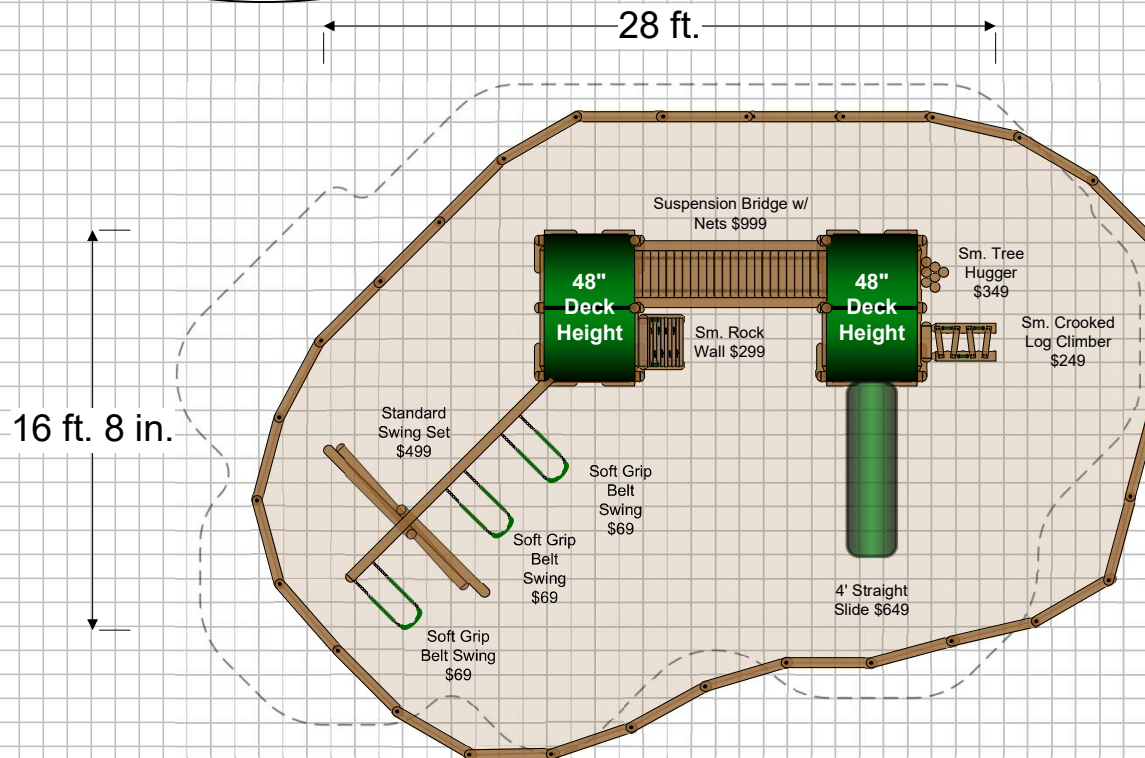 28 ft.
Suspension Bridge w/
Nets $999
48"
Deck
Height
48"
Deck
Height
Sm. Tree
Hugger
$349
Sm. Rock
Wall $299
Sm. Crooked
Log Climber
$249
16 ft. 8 in.
Standard
Swing Set
$499
Soft Grip
Belt
Swing
$69
Soft Grip
Belt
Swing
$69
4' Straight
Slide $649
Soft Grip
Belt Swing
$69